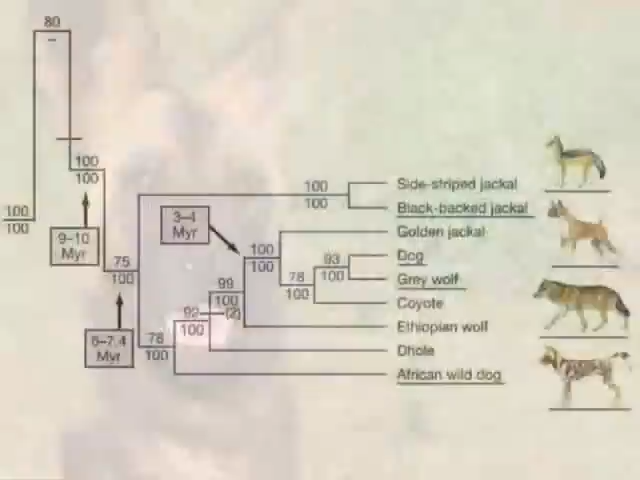 80
–
100
100
100
100
9–10
Myr
75
100
6–7.4
Myr
3–4
Myr
100
100
Side-striped jackal
Black-backed jackal
Golden jackal
100
100
Dog
93
100
Grey wolf
78
100
Coyote
99
100
(2)
Ethiopian wolf
92
100
Dhole
78
100
African wild dog